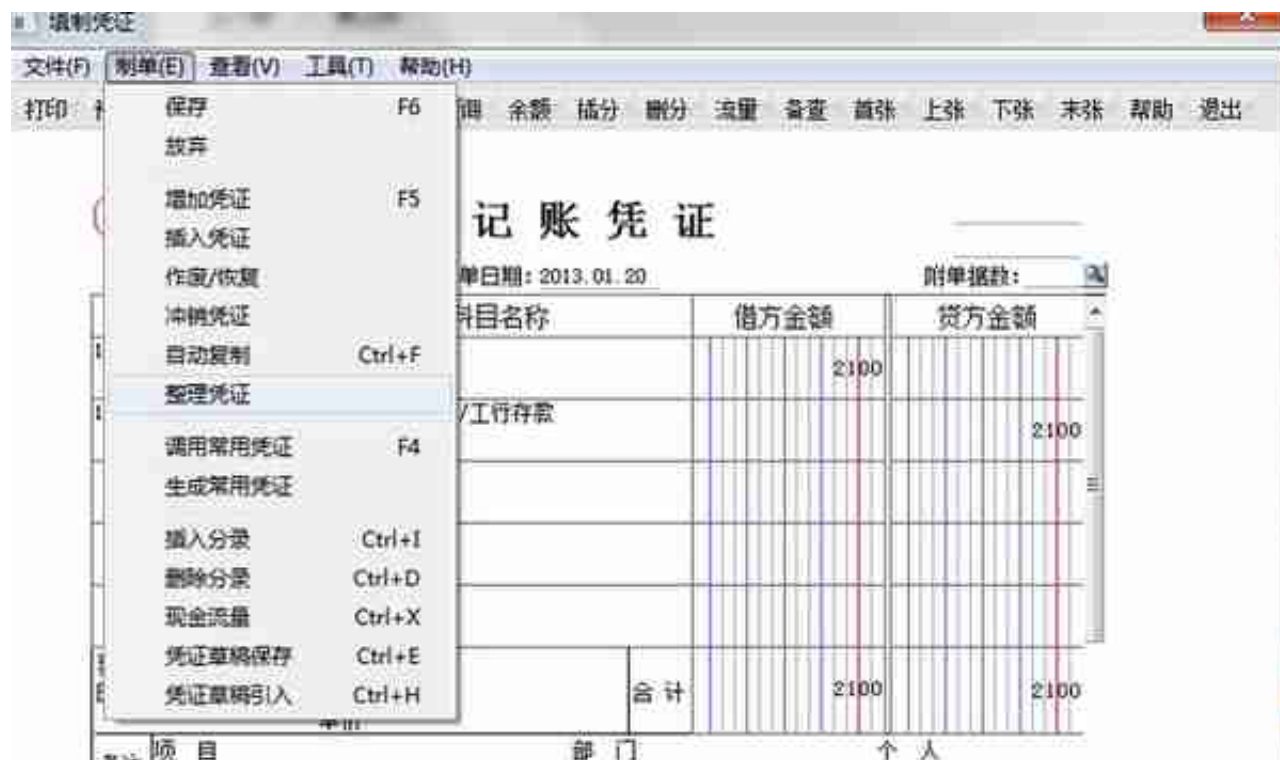 填制凭证
文件(F) 制单(E) 查看(V) 工具(T) 帮助(H)
打印 余额 插分 删分 流量 备查 首张 上张 下张 末张 帮助 退出
保存 F6
放弃
增加凭证 F5
插入凭证
作废/恢复
冲销凭证
自动复制 Ctrl+F
整理凭证
调用常用凭证 F4
生成常用凭证
插入分录 Ctrl+I
删除分录 Ctrl+D
现金流量 Ctrl+X
凭证草稿保存 Ctrl+E
凭证草稿引入 Ctrl+H
记账凭证
单日期: 2013.01.20 附单据数:
科目名称 借方金额 贷方金额
2100
/工行存款 2100
合计 2100 2100
项目 部门 个人